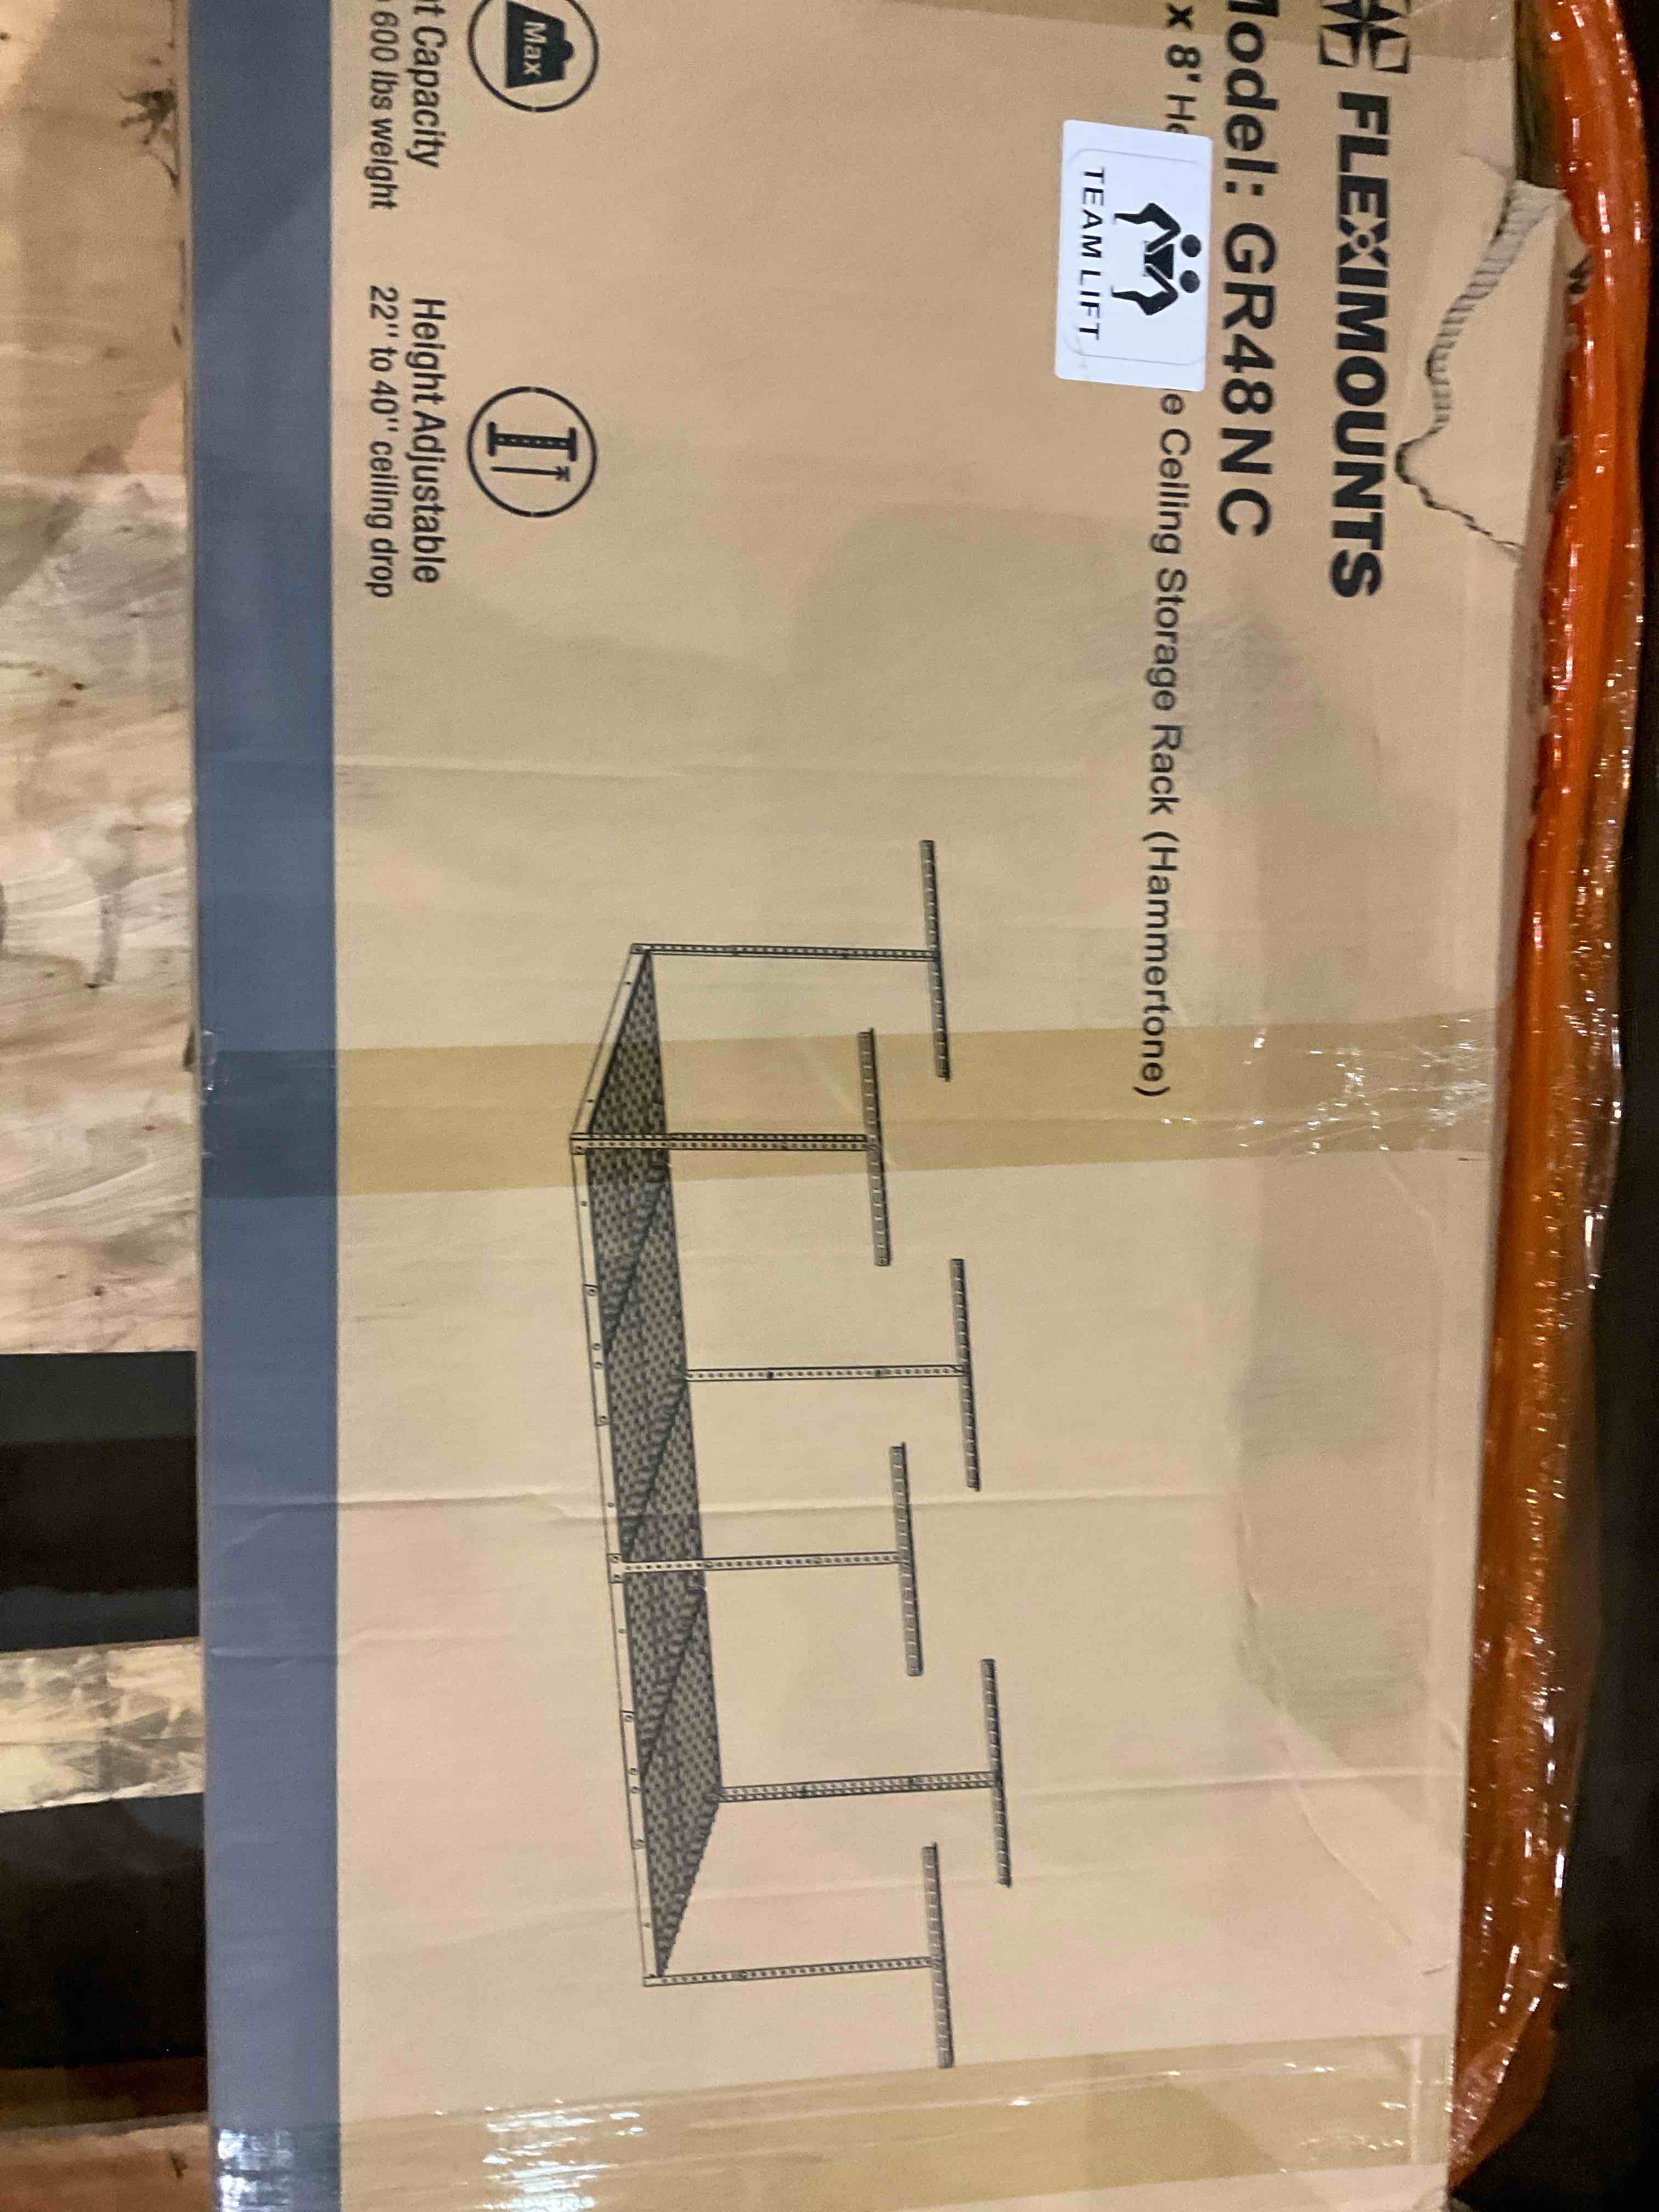 FLEXIMOUNTS
Model: GR48NC
x 8' He
e Ceiling Storage Rack (Hammertone)
TEAM LIFT
Max
Capacity
600 lbs weight
Height Adjustable
22" to 40" ceiling drop